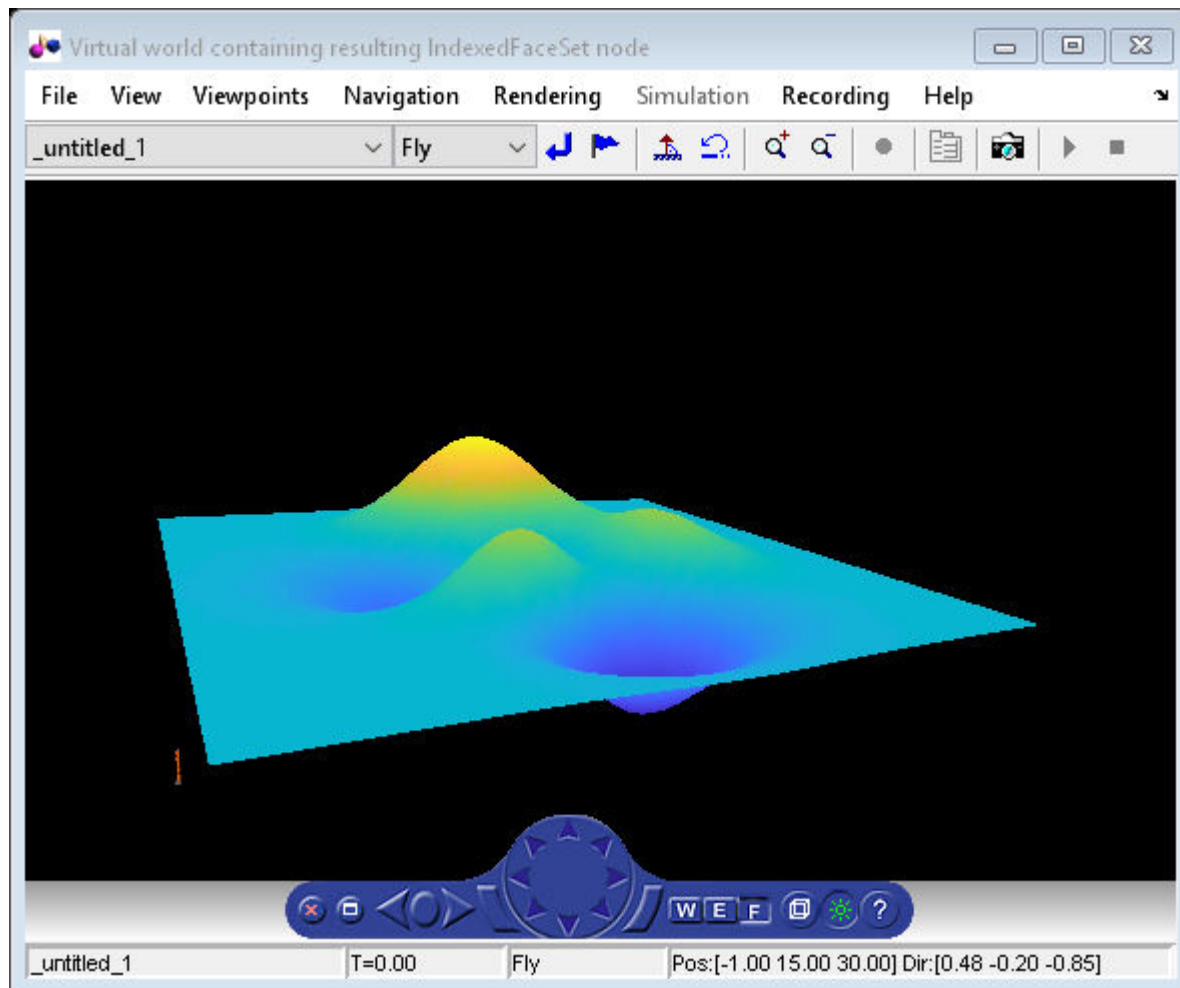 Virtual world containing resulting IndexedFaceSet node
File View Viewpoints Navigation Rendering Simulation Recording Help
_untitled_1 Fly
W E F ?
_untitled_1 T=0.00 Fly Pos:[-1.00 15.00 30.00] Dir:[0.48 -0.20 -0.85]